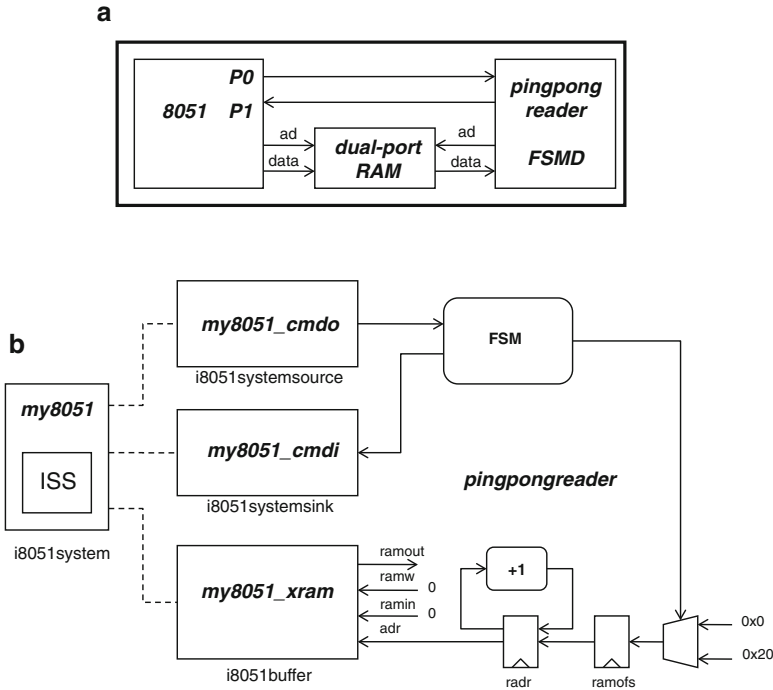 a
P0
8051 P1
pingpong
reader
FSMD
ad
data
dual-port
RAM
ad
data
b
my8051
ISS
i8051system
my8051_cmdo
i8051systemsource
my8051_cmdi
i8051systemsink
my8051_xram
i8051buffer
FSM
pingpongreader
ramout
ramw
0
ramin
0
adr
+1
radr
ramofs
0x0
0x20